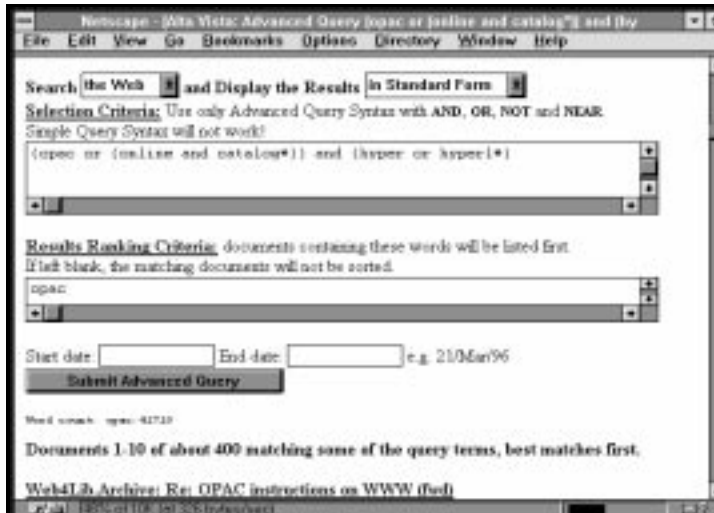 Netscape - [Alta Vista: Advanced Query (opac or (online and catalog*)) and (hy
File Edit View Go Bookmarks Options Directory Window Help
Search the Web and Display the Results in Standard Form
Selection Criteria: Use only Advanced Query Syntax with AND, OR, NOT and NEAR.
Simple Query Syntax will not work!
(opac or (online and catalog*)) and (hyper or hyperl*)
Results Ranking Criteria: documents containing these words will be listed first.
If left blank, the matching documents will not be sorted.
opac
Start date: End date: e.g. 21/Mar/96
Submit Advanced Query
Word count: opac:
Documents 1-10 of about 400 matching some of the query terms, best matches first.
Web4Lib Archive: Re: OPAC instructions on WWW (fwd)